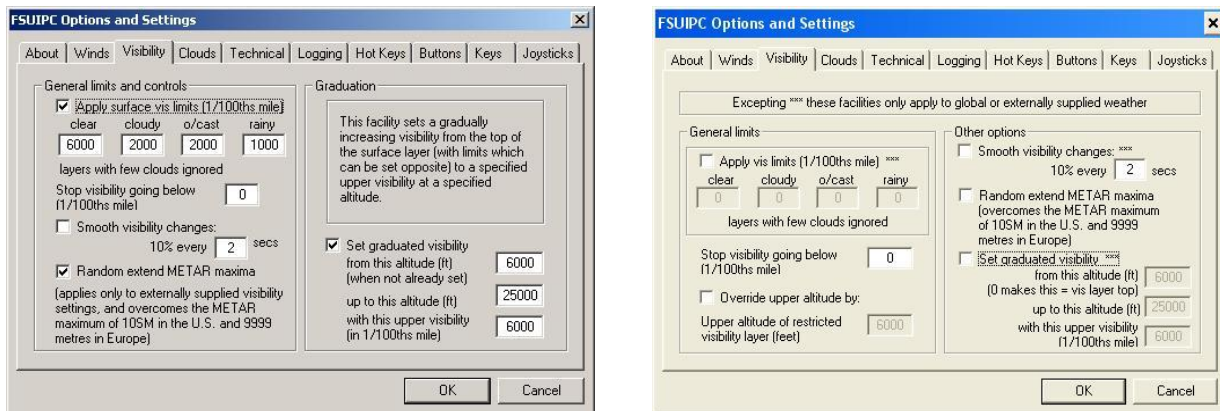 FSUIPC Options and Settings
About Winds Visibility Clouds Technical Logging Hot Keys Buttons Keys Joysticks
General limits and controls
Apply surface vis limits (1/100ths mile)
clear cloudy o/cast rainy
6000 2000 2000 1000
layers with few clouds ignored
Stop visibility going below
(1/100ths mile)
0
Smooth visibility changes:
10% every 2 secs
Random extend METAR maxima
(applies only to externally supplied visibility
settings, and overcomes the METAR
maximum of 10SM in the U.S. and 9999
metres in Europe)
Graduation
This facility sets a gradually
increasing visibility from the top of
the surface layer (with limits which
can be set opposite) to a specified
upper visibility at a specified
altitude.
Set graduated visibility
from this altitude (ft)
(when not already set)
6000
up to this altitude (ft) 25000
with this upper visibility
(in 1/100ths mile)
6000
OK Cancel
FSUIPC Options and Settings
About Winds Visibility Clouds Technical Logging Hot Keys Buttons Keys Joysticks
Excepting *** these facilities only apply to global or externally supplied weather
General limits
Apply vis limits (1/100ths mile) ***
clear cloudy o/cast rainy
0 0 0 0
layers with few clouds ignored
Stop visibility going below
(1/100ths mile)
0
Override upper altitude by:
Upper altitude of restricted
visibility layer (feet)
6000
Other options
Smooth visibility changes: ***
10% every 2 secs
Random extend METAR maxima
(overcomes the METAR maximum
of 10SM in the U.S. and 9999
metres in Europe)
Set graduated visibility ***
from this altitude (ft) 6000
(0 makes this = vis layer top)
up to this altitude (ft) 25000
with this upper visibility
(1/100ths mile) 6000
OK Cancel